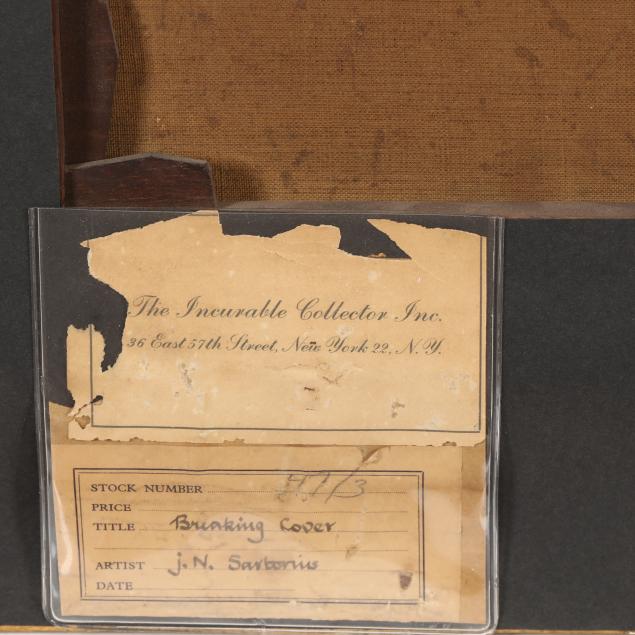 The Incurable Collector Inc.
36 East 57th Street, New York 22, N.Y.
STOCK NUMBER
PRICE
TITLE Breaking Cover
ARTIST J. N. Sartorius
DATE